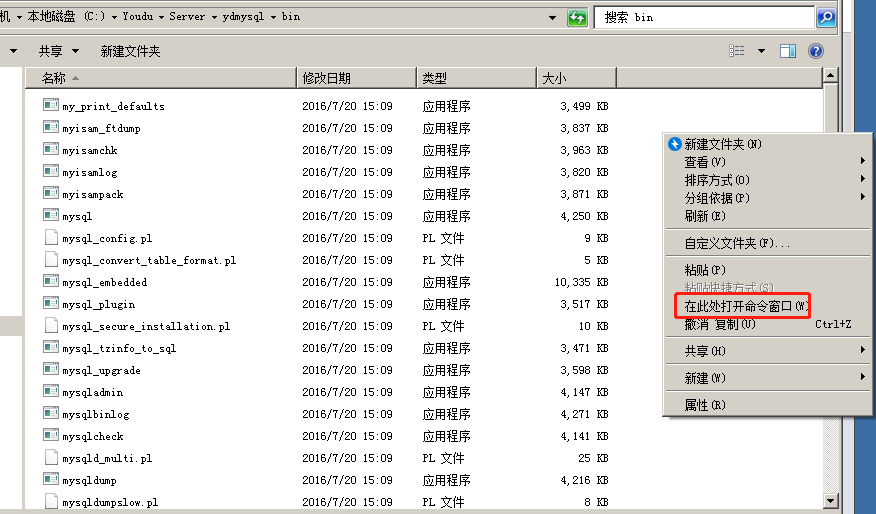 机 ▾ 本地磁盘 (C:) ▾ Youdu ▾ Server ▾ ydmysql ▾ bin
搜索 bin
共享 新建文件夹
名称 修改日期 类型 大小
my_print_defaults 2016/7/20 15:09 应用程序 3,499 KB
myisam_ftdump 2016/7/20 15:09 应用程序 3,837 KB
myisamchk 2016/7/20 15:09 应用程序 3,963 KB
myisamlog 2016/7/20 15:09 应用程序 3,820 KB
myisampack 2016/7/20 15:09 应用程序 3,871 KB
mysql 2016/7/20 15:09 应用程序 4,250 KB
mysql_config.pl 2016/7/20 15:09 PL 文件 9 KB
mysql_convert_table_format.pl 2016/7/20 15:09 PL 文件 5 KB
mysql_embedded 2016/7/20 15:09 应用程序 10,335 KB
mysql_plugin 2016/7/20 15:09 应用程序 3,517 KB
mysql_secure_installation.pl 2016/7/20 15:09 PL 文件 10 KB
mysql_tzinfo_to_sql 2016/7/20 15:09 应用程序 3,471 KB
mysql_upgrade 2016/7/20 15:09 应用程序 3,598 KB
mysqladmin 2016/7/20 15:09 应用程序 4,147 KB
mysqlbinlog 2016/7/20 15:09 应用程序 4,271 KB
mysqlcheck 2016/7/20 15:09 应用程序 4,141 KB
mysqld_multi.pl 2016/7/20 15:09 PL 文件 25 KB
mysqldump 2016/7/20 15:09 应用程序 4,216 KB
mysqldumpslow.pl 2016/7/20 15:09 PL 文件 8 KB
新建文件夹(N)
查看(V)
排序方式(O)
分组依据(P)
刷新(E)
自定义文件夹(F)...
粘贴(P)
粘贴快捷方式(S)
在此处打开命令窗口(W)
撤消 复制(U) Ctrl+Z
共享(H)
新建(W)
属性(R)